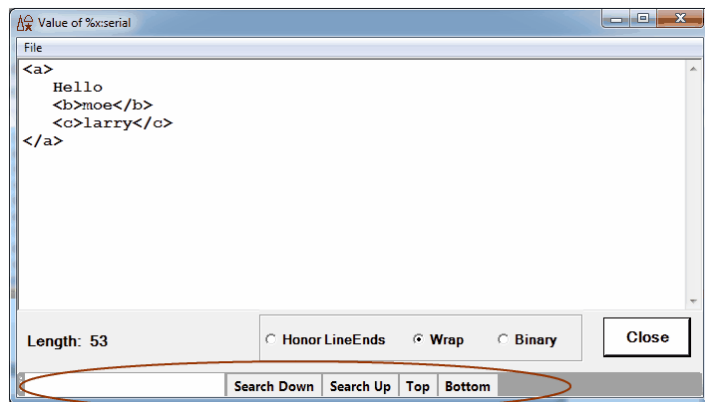 Value of %x:serial
File
<a>
   Hello
   <b>moe</b>
   <c>larry</c>
</a>
Length: 53
Honor LineEnds Wrap Binary
Close
Search Down Search Up Top Bottom